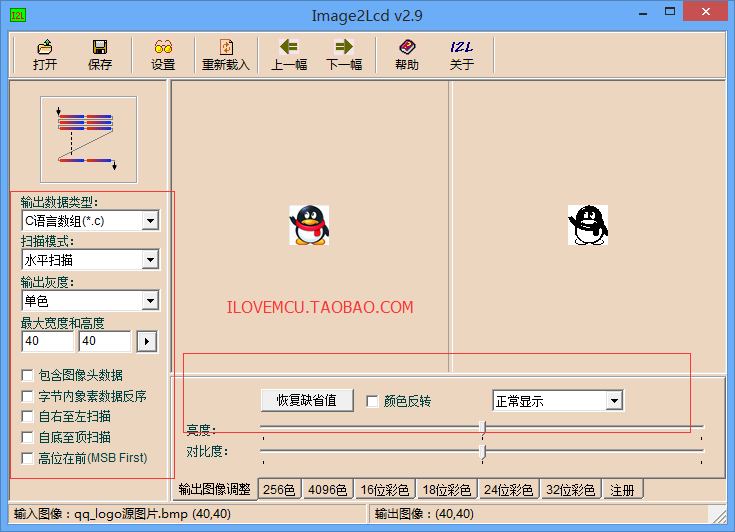 I2L
Image2Lcd v2.9
打开 保存 设置 重新载入 上一幅 下一幅 帮助 I2L 关于
输出数据类型:
C语言数组(*.c)
扫描模式:
水平扫描
输出灰度:
单色
最大宽度和高度
40 40
包含图像头数据
字节内象素数据反序
自右至左扫描
自底至顶扫描
高位在前(MSB First)
ILOVEMCU.TAOBAO.COM
恢复缺省值 颜色反转 正常显示
亮度:
对比度:
输出图像调整 256色 4096色 16位彩色 18位彩色 24位彩色 32位彩色 注册
输入图像：qq_logo源图片.bmp (40,40) 输出图像：(40,40)